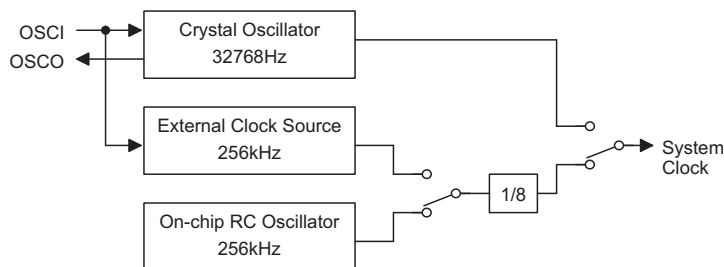 OSCI
OSCO
Crystal Oscillator
32768Hz
External Clock Source
256kHz
On-chip RC Oscillator
256kHz
1/8
System
Clock